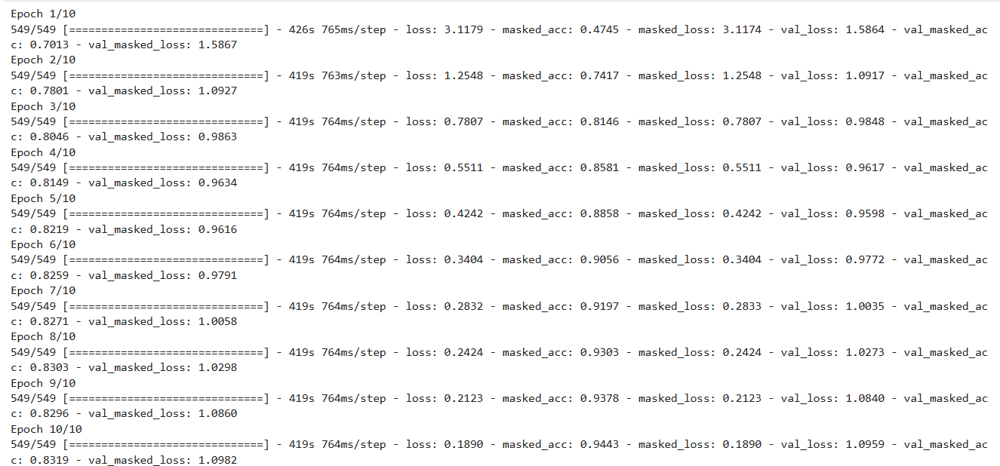 Epoch 1/10
549/549 [==============================] - 426s 765ms/step - loss: 3.1179 - masked_acc: 0.4745 - masked_loss: 3.1174 - val_loss: 1.5864 - val_masked_ac
c: 0.7013 - val_masked_loss: 1.5867
Epoch 2/10
549/549 [==============================] - 419s 763ms/step - loss: 1.2548 - masked_acc: 0.7417 - masked_loss: 1.2548 - val_loss: 1.0917 - val_masked_ac
c: 0.7801 - val_masked_loss: 1.0927
Epoch 3/10
549/549 [==============================] - 419s 764ms/step - loss: 0.7807 - masked_acc: 0.8146 - masked_loss: 0.7807 - val_loss: 0.9848 - val_masked_ac
c: 0.8046 - val_masked_loss: 0.9863
Epoch 4/10
549/549 [==============================] - 419s 764ms/step - loss: 0.5511 - masked_acc: 0.8581 - masked_loss: 0.5511 - val_loss: 0.9617 - val_masked_ac
c: 0.8149 - val_masked_loss: 0.9634
Epoch 5/10
549/549 [==============================] - 419s 764ms/step - loss: 0.4242 - masked_acc: 0.8858 - masked_loss: 0.4242 - val_loss: 0.9598 - val_masked_ac
c: 0.8219 - val_masked_loss: 0.9616
Epoch 6/10
549/549 [==============================] - 419s 764ms/step - loss: 0.3404 - masked_acc: 0.9056 - masked_loss: 0.3404 - val_loss: 0.9772 - val_masked_ac
c: 0.8259 - val_masked_loss: 0.9791
Epoch 7/10
549/549 [==============================] - 419s 764ms/step - loss: 0.2832 - masked_acc: 0.9197 - masked_loss: 0.2833 - val_loss: 1.0035 - val_masked_ac
c: 0.8271 - val_masked_loss: 1.0058
Epoch 8/10
549/549 [==============================] - 419s 764ms/step - loss: 0.2424 - masked_acc: 0.9303 - masked_loss: 0.2424 - val_loss: 1.0273 - val_masked_ac
c: 0.8303 - val_masked_loss: 1.0298
Epoch 9/10
549/549 [==============================] - 419s 764ms/step - loss: 0.2123 - masked_acc: 0.9378 - masked_loss: 0.2123 - val_loss: 1.0840 - val_masked_ac
c: 0.8296 - val_masked_loss: 1.0860
Epoch 10/10
549/549 [==============================] - 419s 764ms/step - loss: 0.1890 - masked_acc: 0.9443 - masked_loss: 0.1890 - val_loss: 1.0959 - val_masked_ac
c: 0.8319 - val_masked_loss: 1.0982